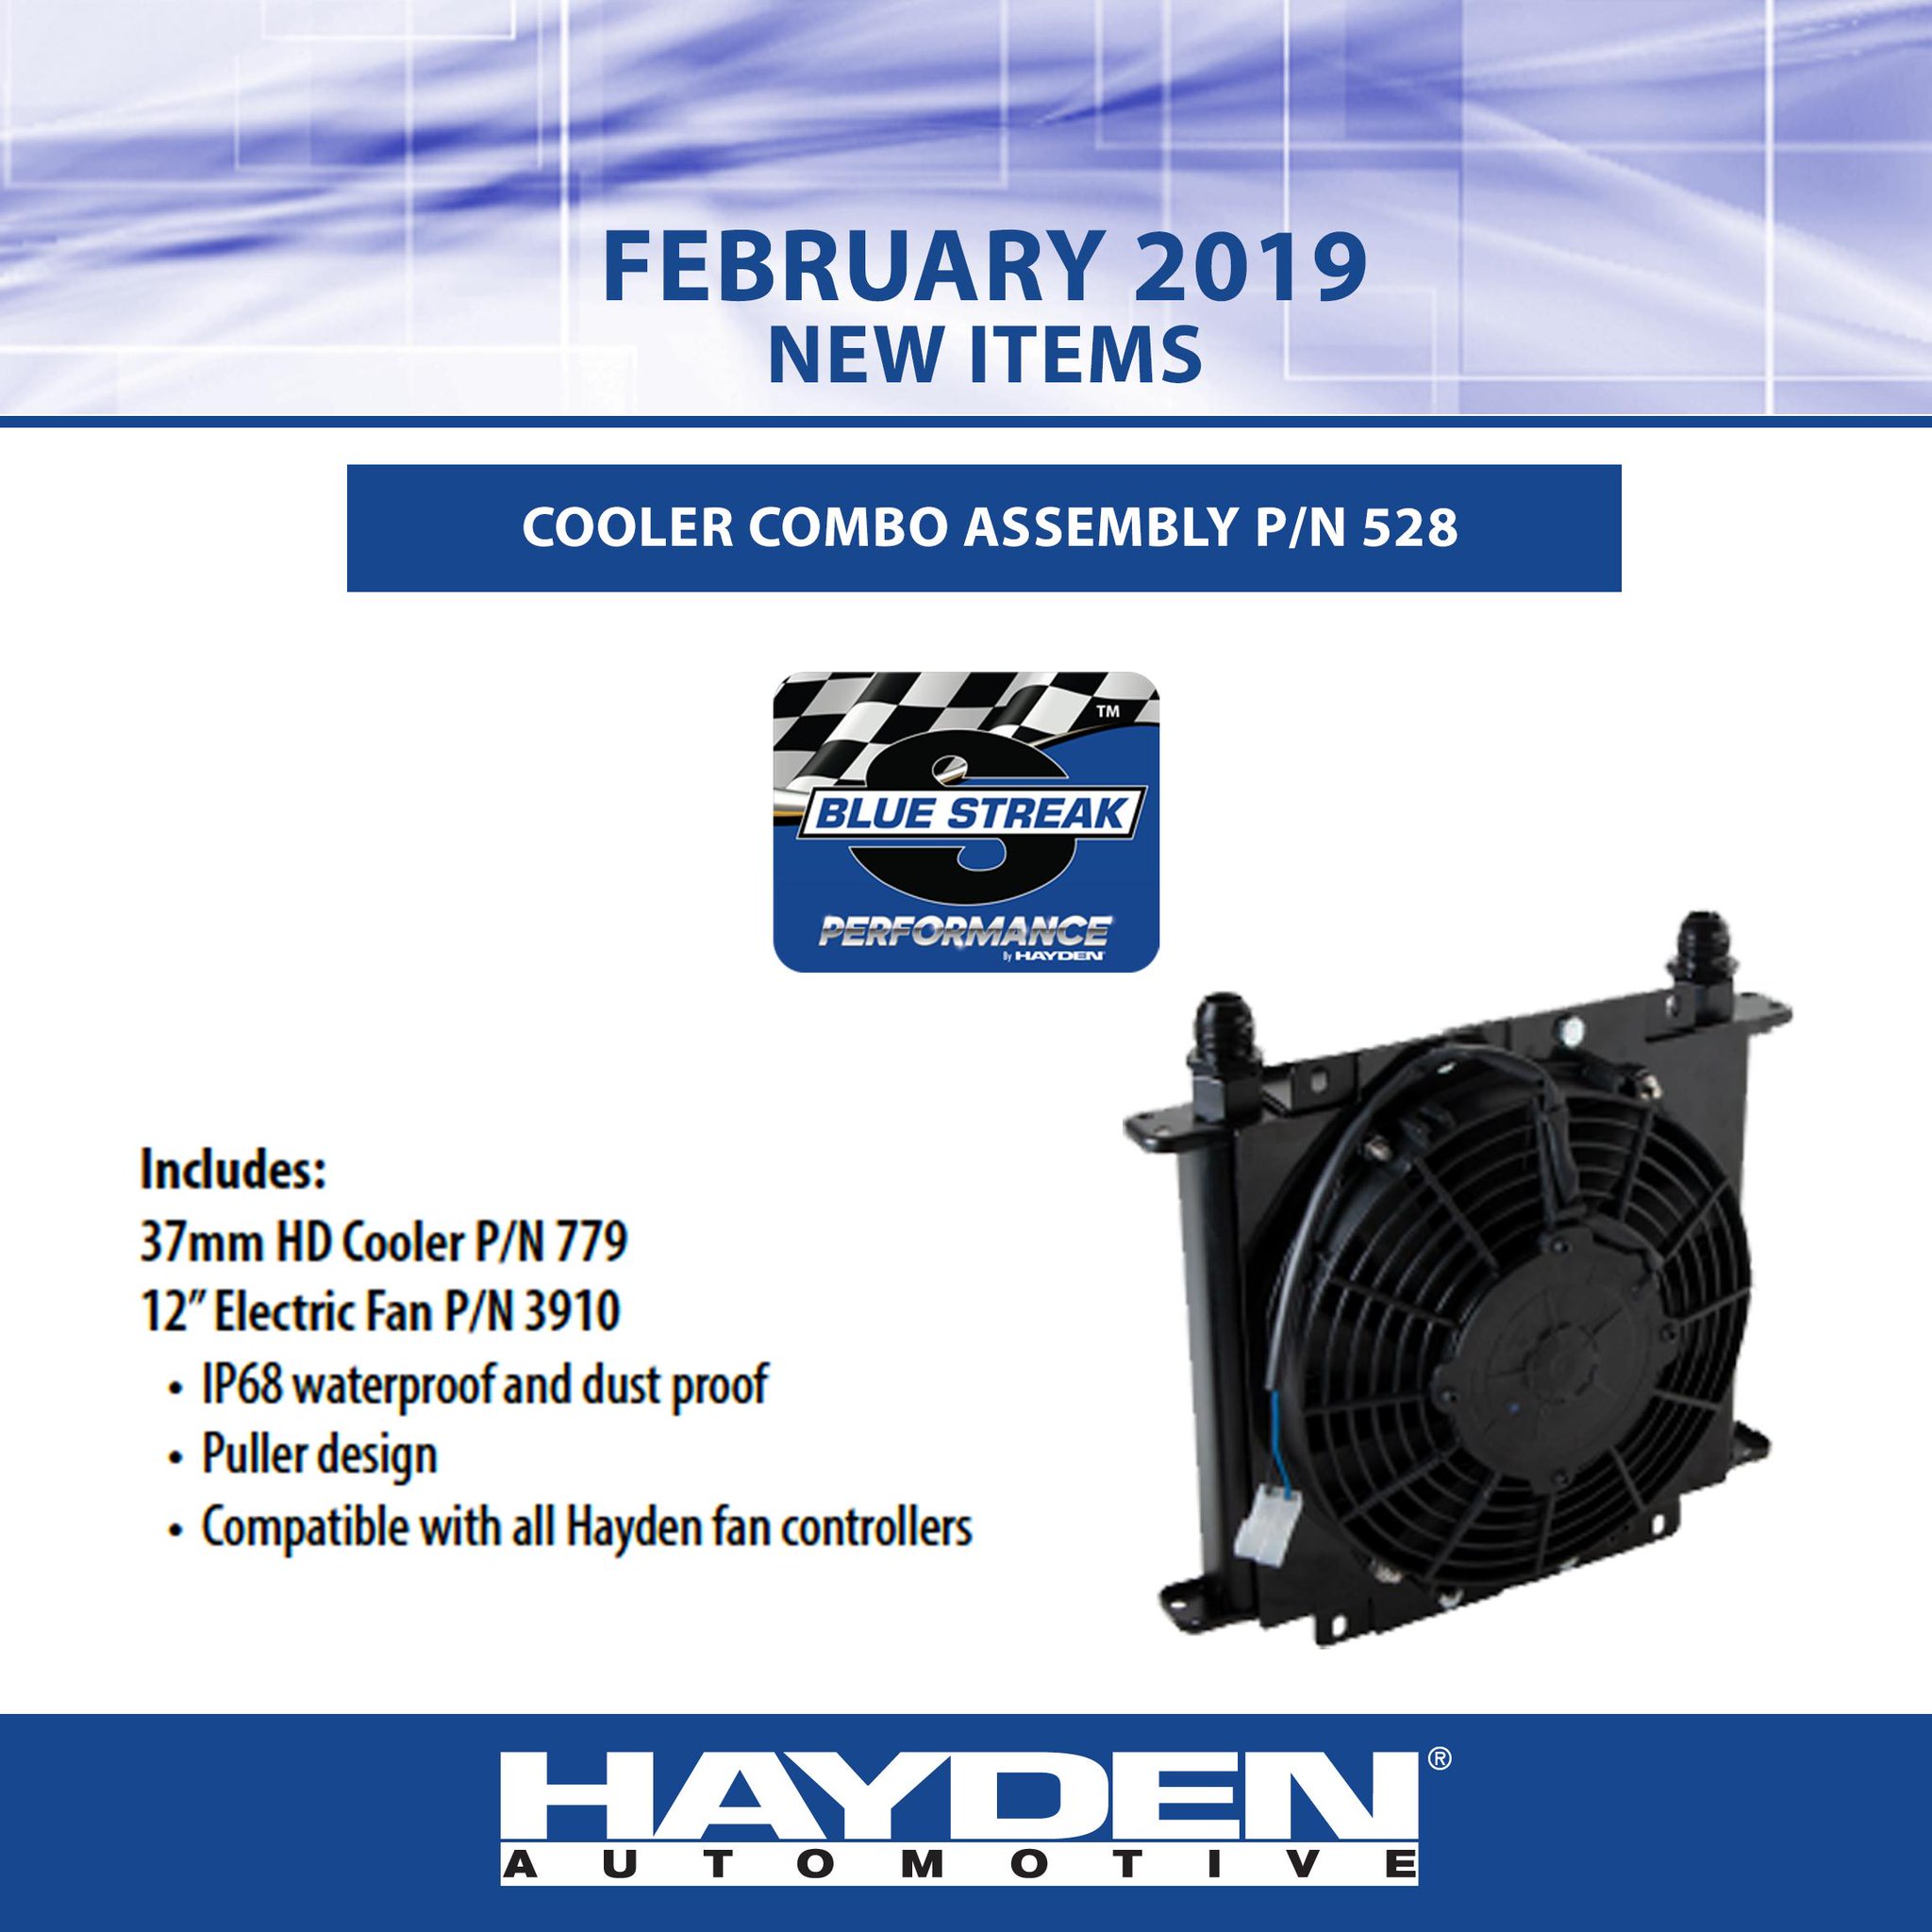 FEBRUARY 2019
NEW ITEMS
COOLER COMBO ASSEMBLY P/N 528
TM
BLUE STREAK
S
PERFORMANCE
By HAYDEN
Includes:
37mm HD Cooler P/N 779
12” Electric Fan P/N 3910
• IP68 waterproof and dust proof
• Puller design
• Compatible with all Hayden fan controllers
HAYDEN®
AUTOMOTIVE